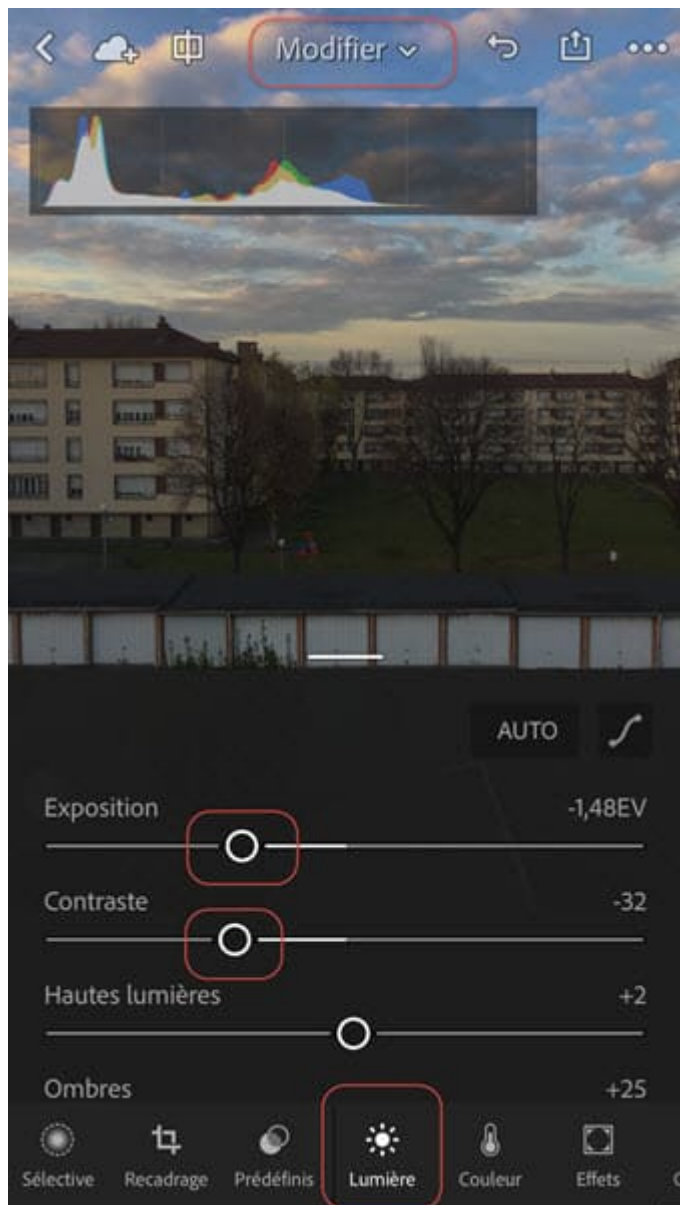 Modifier
AUTO
Exposition -1,48EV
Contraste -32
Hautes lumières +2
Ombres +25
Sélective Recadrage Prédéfinis Lumière Couleur Effets